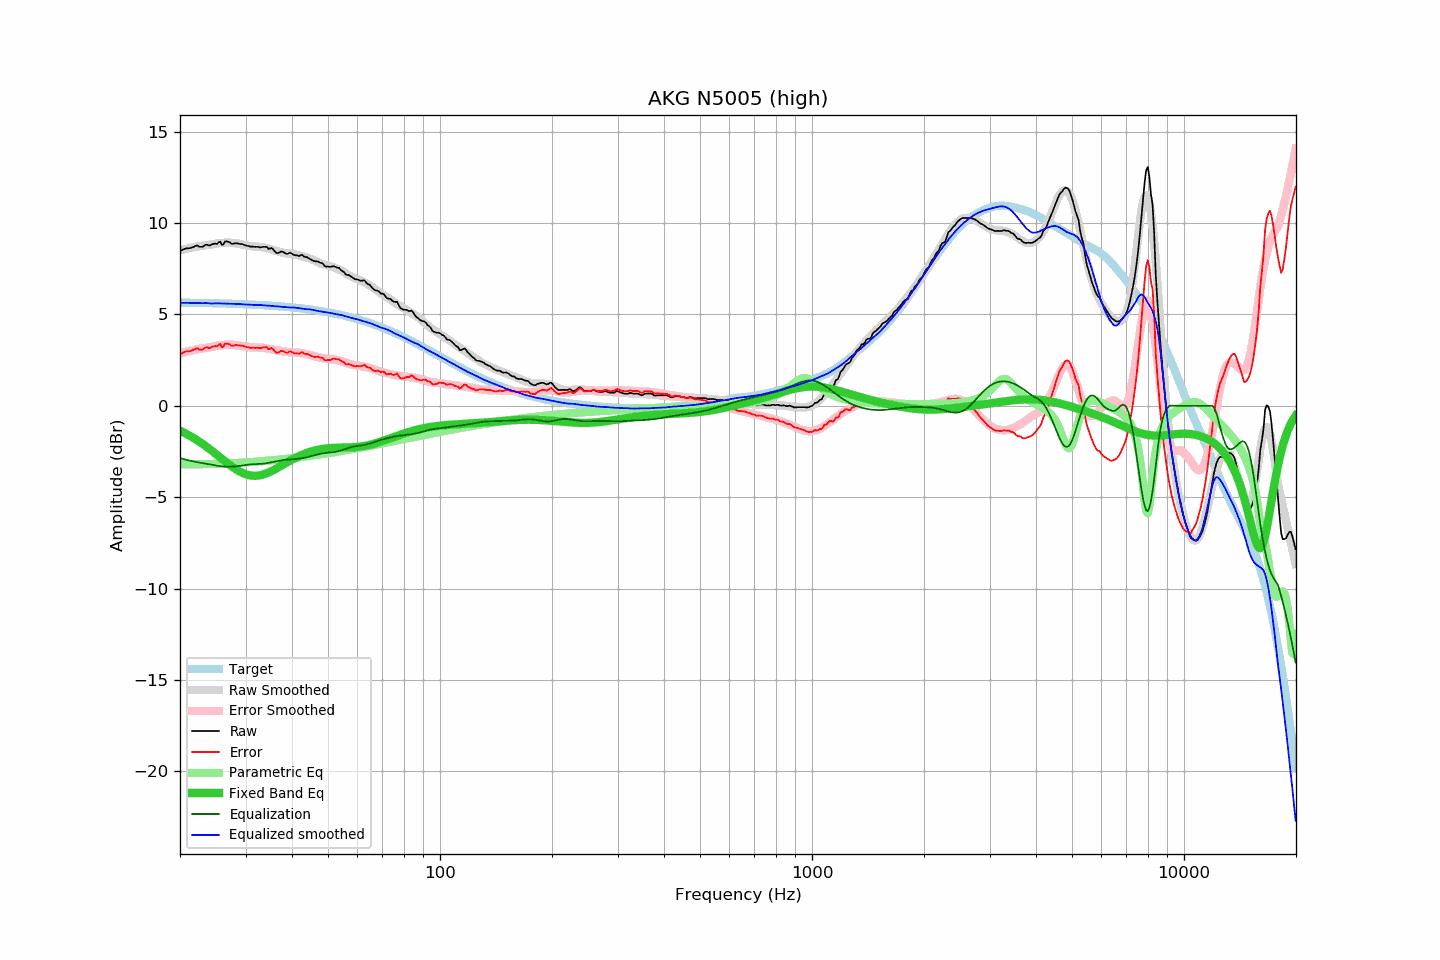 AKG N5005 (high)
15
10
5
0
−5
−10
−15
−20
Amplitude (dBr)
Target
Raw Smoothed
Error Smoothed
Raw
Error
Parametric Eq
Fixed Band Eq
Equalization
Equalized smoothed
100
1000
10000
Frequency (Hz)